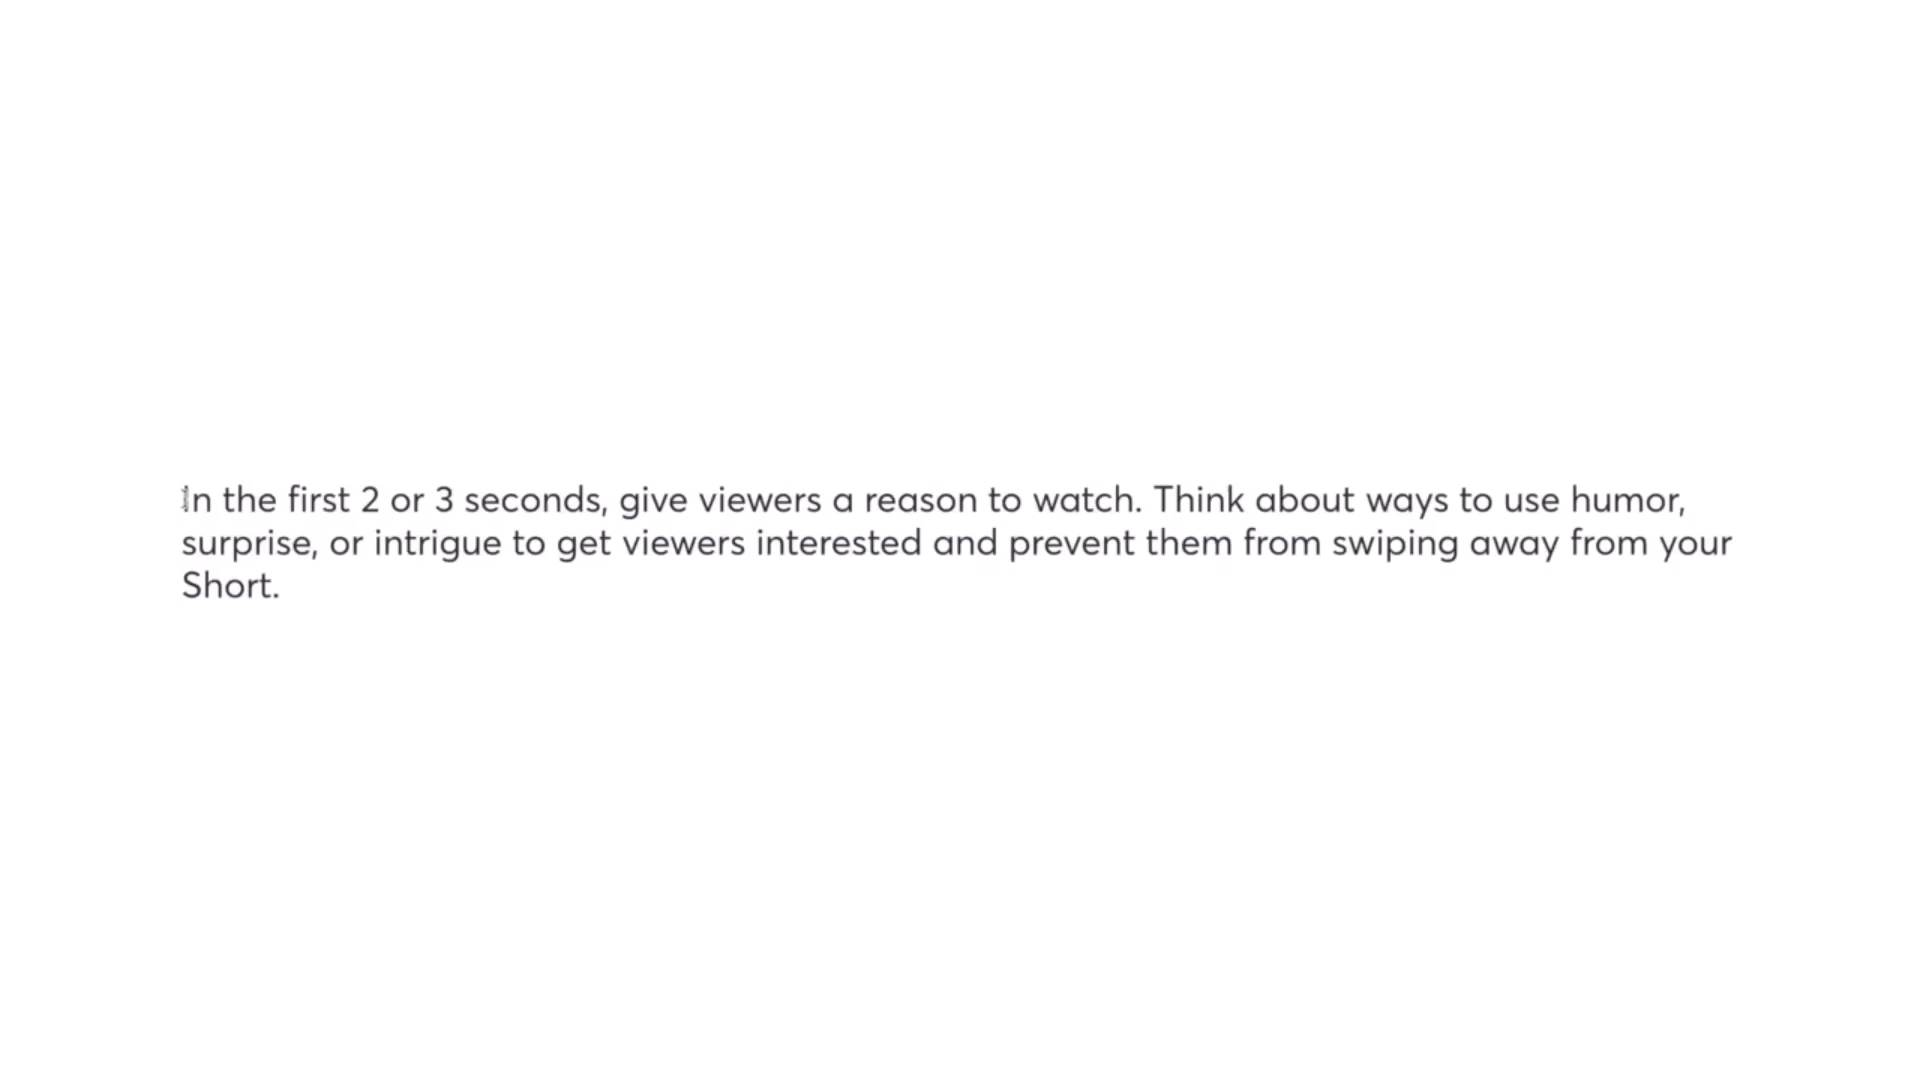 In the first 2 or 3 seconds, give viewers a reason to watch. Think about ways to use humor,
surprise, or intrigue to get viewers interested and prevent them from swiping away from your
Short.